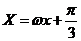 X = ωx + π/3